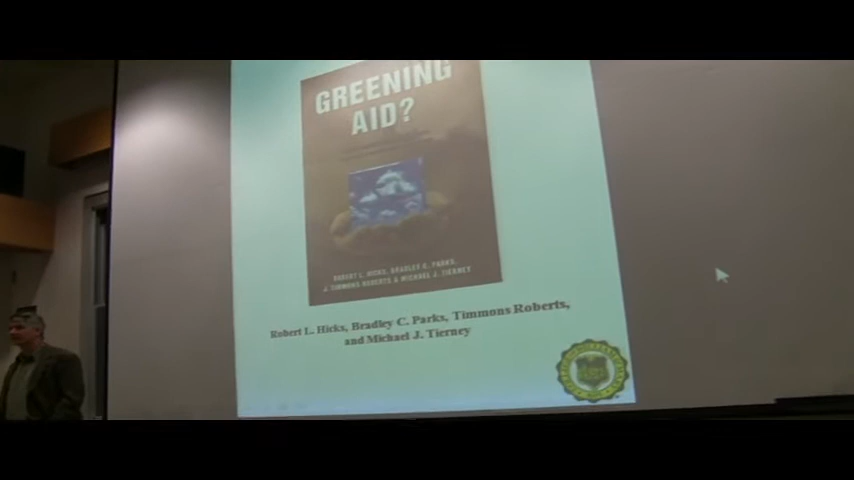 GREENING
AID?
ROBERT L. HICKS, BRADLEY C. PARKS,
J. TIMMONS ROBERTS & MICHAEL J. TIERNEY
Robert L. Hicks, Bradley C. Parks, Timmons Roberts,
and Michael J. Tierney